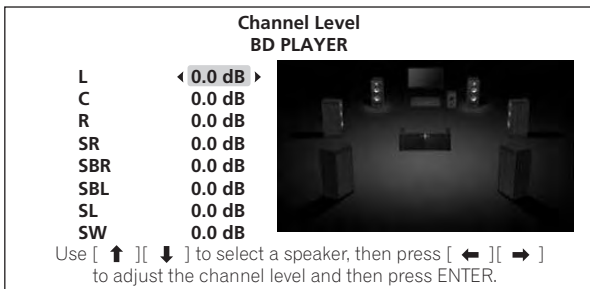 Channel Level
BD PLAYER
L 0.0 dB
C 0.0 dB
R 0.0 dB
SR 0.0 dB
SBR 0.0 dB
SBL 0.0 dB
SL 0.0 dB
SW 0.0 dB
Use [ ↑ ][ ↓ ] to select a speaker, then press [ ← ][ → ]
to adjust the channel level and then press ENTER.